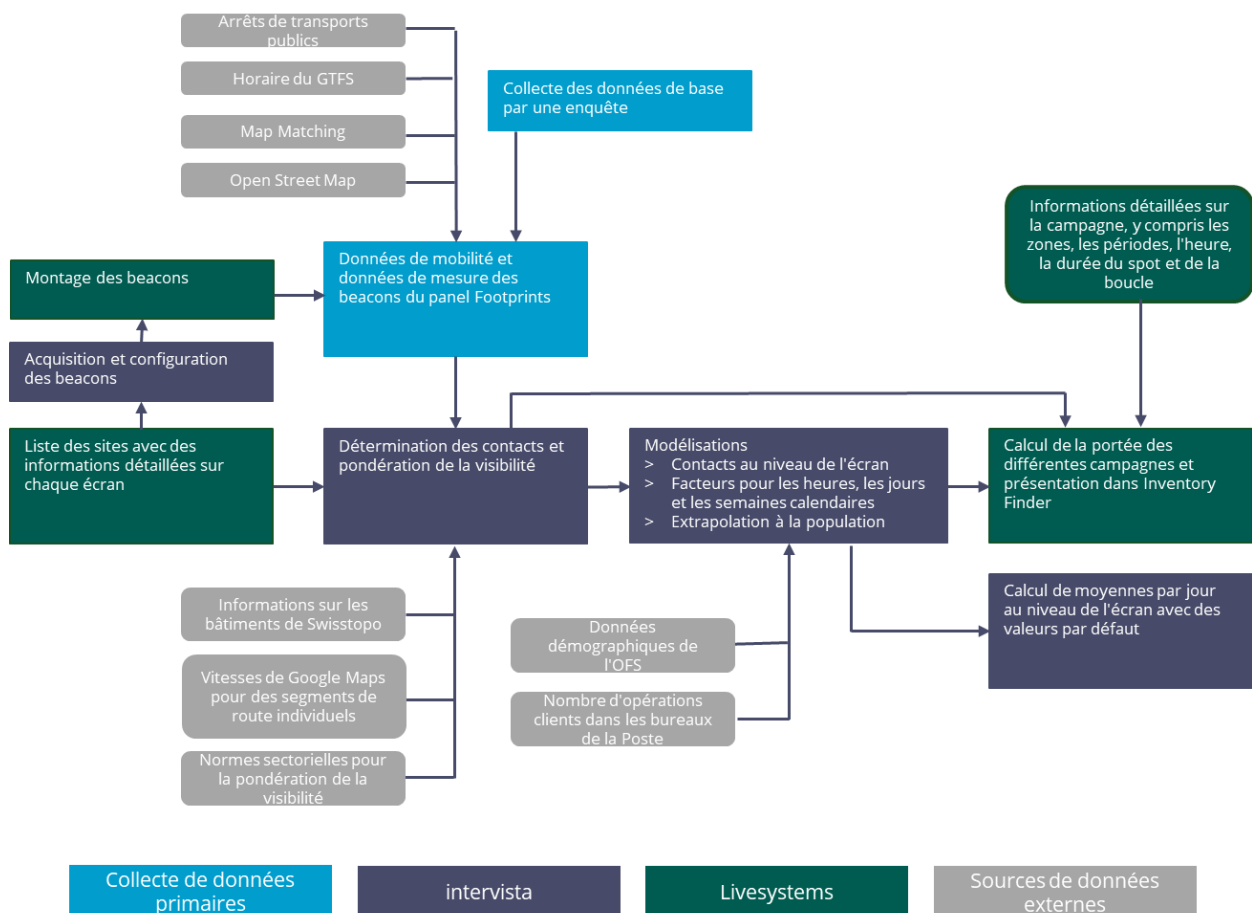 Arrêts de transports
publics
Horaire du GTFS
Map Matching
Open Street Map
Collecte des données de base
par une enquête
Informations détaillées sur
la campagne, y compris les
zones, les périodes, l'heure,
la durée du spot et de la
boucle
Montage des beacons
Données de mobilité et
données de mesure des
beacons du panel Footprints
Acquisition et configuration
des beacons
Liste des sites avec des
informations détaillées sur
chaque écran
Détermination des contacts et
pondération de la visibilité
Modélisations
> Contacts au niveau de l'écran
> Facteurs pour les heures, les jours
et les semaines calendaires
> Extrapolation à la population
Calcul de la portée des
différentes campagnes et
présentation dans Inventory
Finder
Informations sur les
bâtiments de Swisstopo
Vitesses de Google Maps
pour des segments de
route individuels
Normes sectorielles pour
la pondération de la
visibilité
Données
démographiques de
l'OFS
Nombre d'opérations
clients dans les bureaux
de la Poste
Calcul de moyennes par jour
au niveau de l'écran avec des
valeurs par défaut
Collecte de données
primaires
intervista
Livesystems
Sources de données
externes